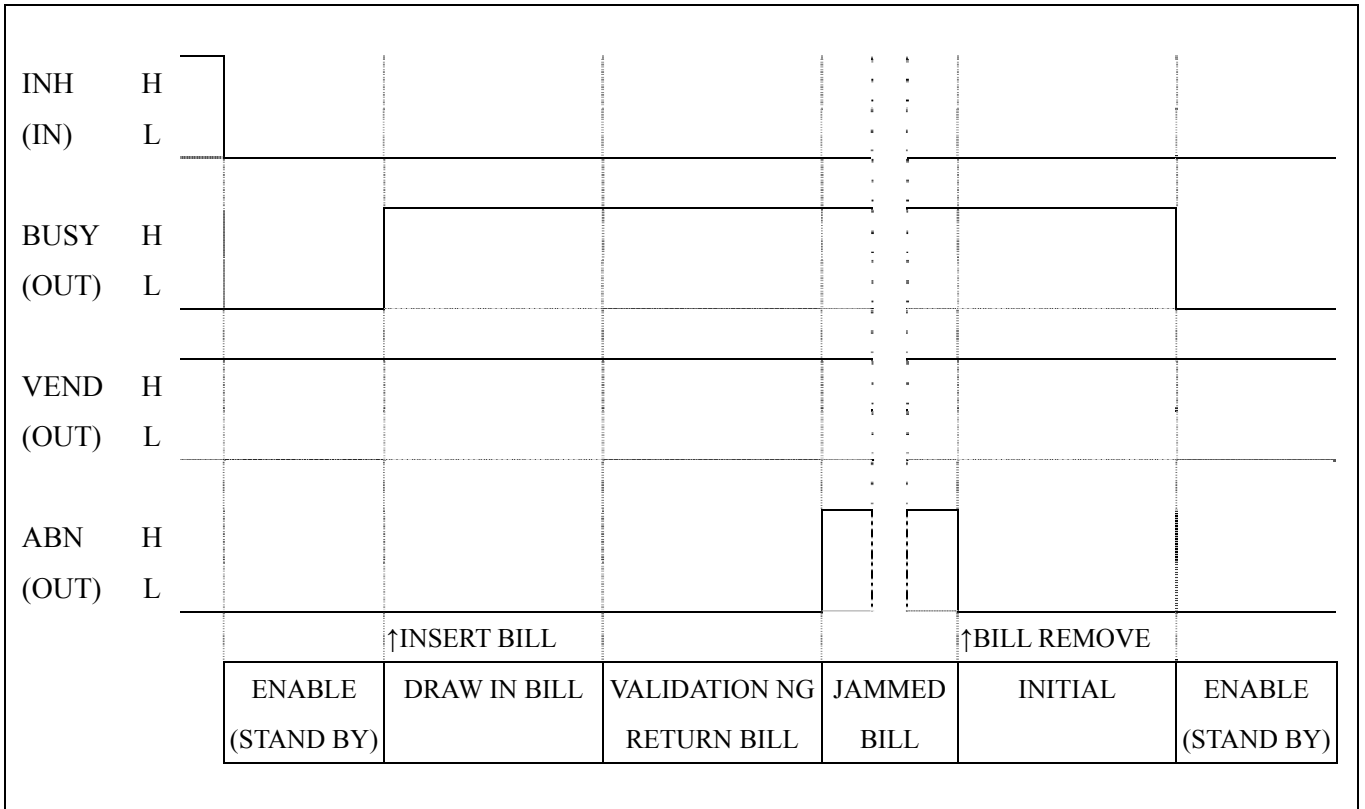 INH H
(IN) L
BUSY H
(OUT) L
VEND H
(OUT) L
ABN H
(OUT) L
↑INSERT BILL ↑BILL REMOVE
ENABLE DRAW IN BILL VALIDATION NG JAMMED INITIAL ENABLE
(STAND BY) RETURN BILL BILL (STAND BY)